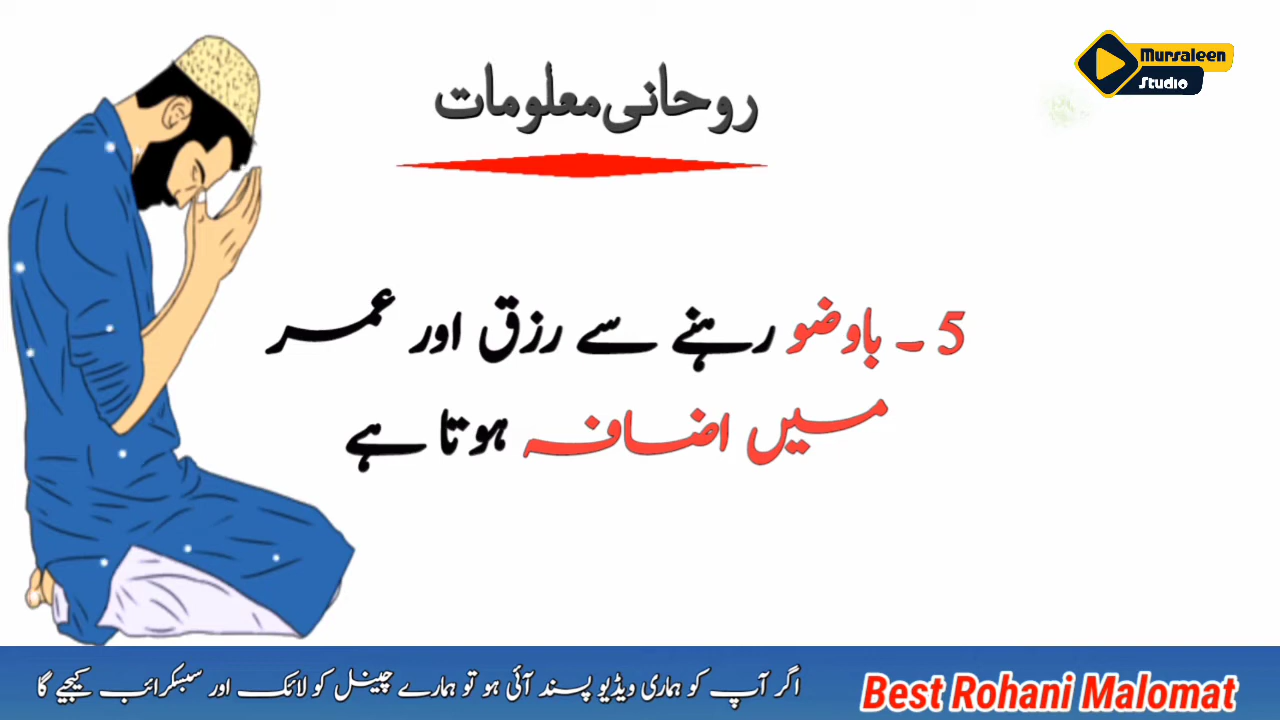 Mursaleen
Studio
روحانی معلومات
5 ۔ باوضو رہنے سے رزق اور عمر
میں اضافہ ہوتا ہے
اگر آپ کو ہماری ویڈیو پسند آئی ہو تو ہمارے چینل کو لائک اور سبسکرائب کیجیے گا
Best Rohani Malomat